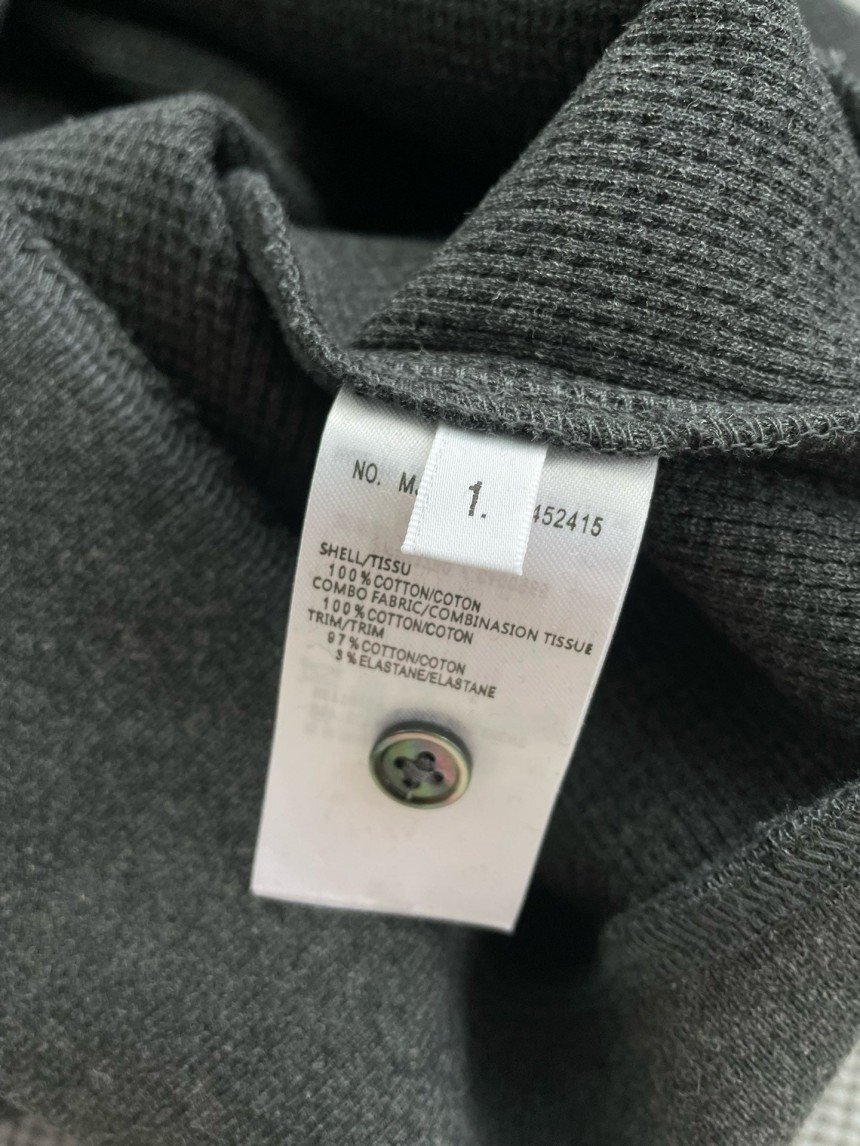 NO. M
1.
452415
SHELL/TISSU
100%COTTON/COTON
COMBO FABRIC/COMBINASION TISSUE
100%COTTON/COTON
TRIM/TRIM
97%COTTON/COTON
3%ELASTANE/ELASTANE